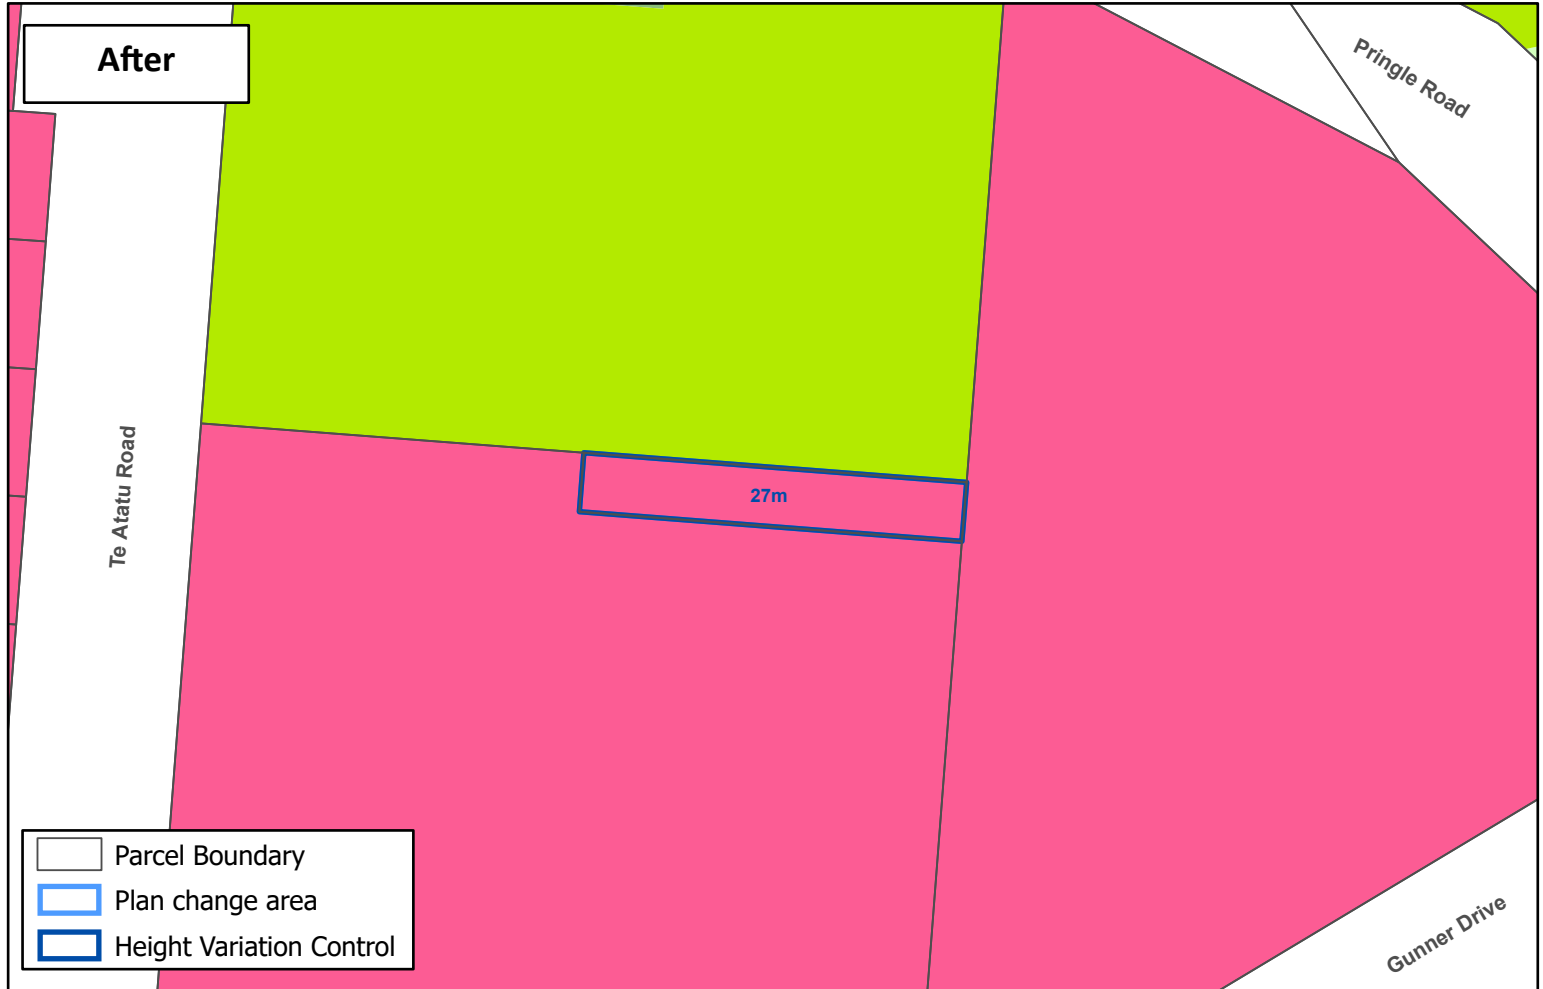 After
Pringle Road
Te Atatu Road
27m
Parcel Boundary
Plan change area
Height Variation Control
Gunner Drive